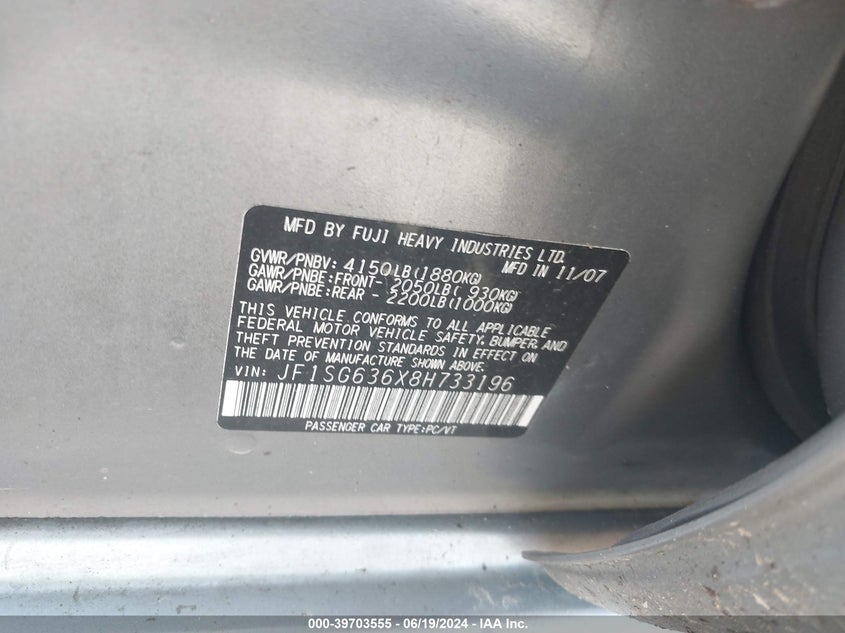 MFD BY FUJI HEAVY INDUSTRIES LTD.
GVWR/PNBV: 4150LB(1880KG) MFD IN 11/07
GAWR/PNBE:FRONT- 2050LB( 930KG)
GAWR/PNBE:REAR - 2200LB(1000KG)
THIS VEHICLE CONFORMS TO ALL APPLICABLE
FEDERAL MOTOR VEHICLE SAFETY, BUMPER, AND
THEFT PREVENTION STANDARDS IN EFFECT ON
THE DATE OF MANUFACTURE SHOWN ABOVE.
VIN: JF1SG636X8H733196
PASSENGER CAR TYPE:PC/VT
000-39703555 - 06/19/2024 - IAA Inc.